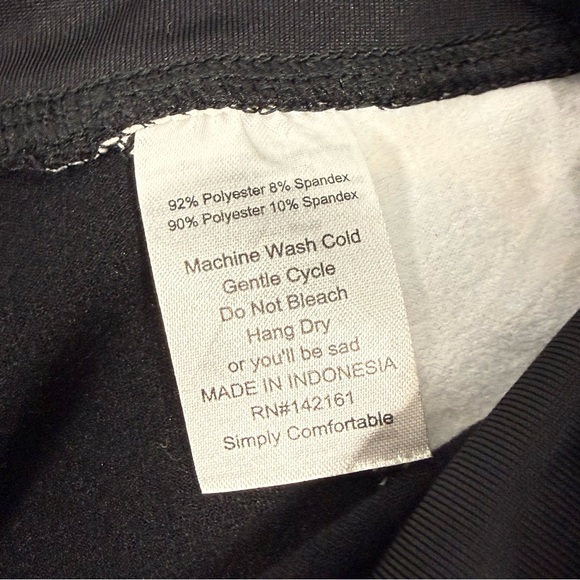 92% Polyester 8% Spandex
90% Polyester 10% Spandex
Machine Wash Cold
Gentle Cycle
Do Not Bleach
Hang Dry
or you'll be sad
MADE IN INDONESIA
RN#142161
Simply Comfortable